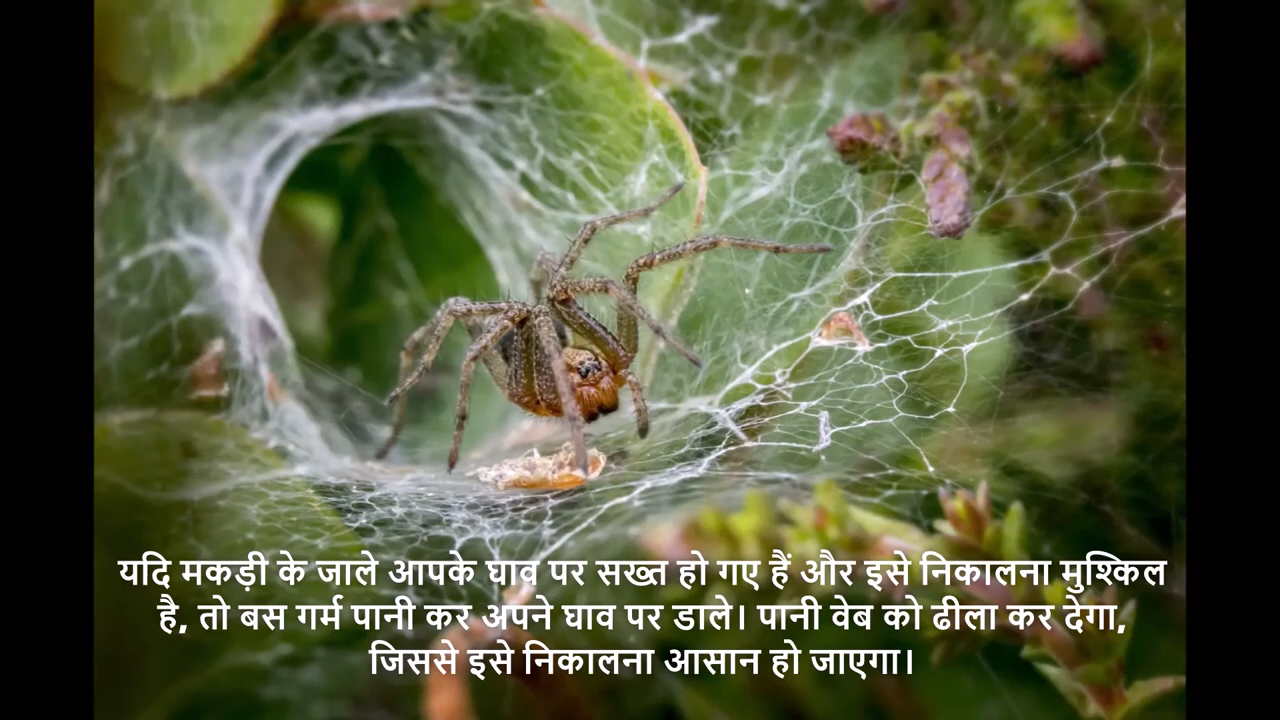 यदि मकड़ी के जाले आपके घाव पर सख्त हो गए हैं और इसे निकालना मुश्किल
है, तो बस गर्म पानी कर अपने घाव पर डाले। पानी वेब को ढीला कर देगा,
जिससे इसे निकालना आसान हो जाएगा।